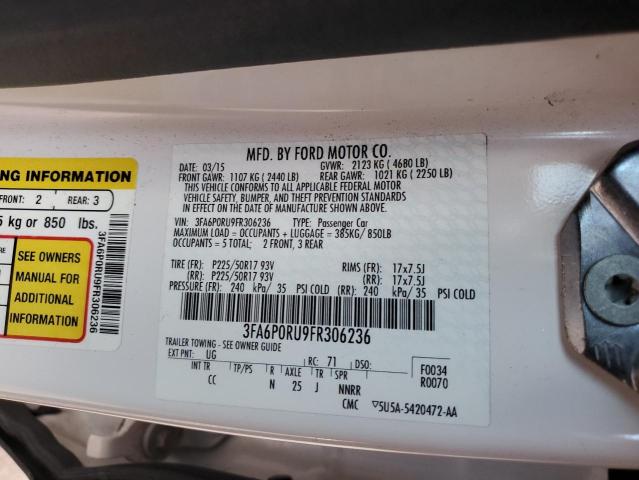 ING INFORMATION
FRONT: 2 REAR: 3
5 kg or 850 lbs.
SEE OWNERS
MANUAL FOR
ADDITIONAL
INFORMATION
3FA6P0RU9FR306236
MFD. BY FORD MOTOR CO.
DATE: 03/15 GVWR: 2123 KG ( 4680 LB)
FRONT GAWR: 1107 KG ( 2440 LB) REAR GAWR: 1021 KG ( 2250 LB)
THIS VEHICLE CONFORMS TO ALL APPLICABLE FEDERAL MOTOR
VEHICLE SAFETY, BUMPER, AND THEFT PREVENTION STANDARDS
IN EFFECT ON THE DATE OF MANUFACTURE SHOWN ABOVE.
VIN: 3FA6P0RU9FR306236 TYPE: Passenger Car
MAXIMUM LOAD = OCCUPANTS + LUGGAGE = 385KG/850LB
OCCUPANTS = 5 TOTAL; 2 FRONT, 3 REAR
TIRE (FR): P225/50R17 93V RIMS (FR): 17x7.5J
(RR): P225/50R17 93V (RR): 17x7.5J
PRESSURE (FR): 240 kPa/ 35 PSI COLD (RR) 240 kPa/ 35 PSI COLD
3FA6P0RU9FR306236
TRAILER TOWING - SEE OWNER GUIDE
EXT PNT: UG RC: 71 DSO:
INT TR TP/PS R AXLE TR SPR F0034
CC N 25 J NNRR R0070
CMC 5U5A-5420472-AA